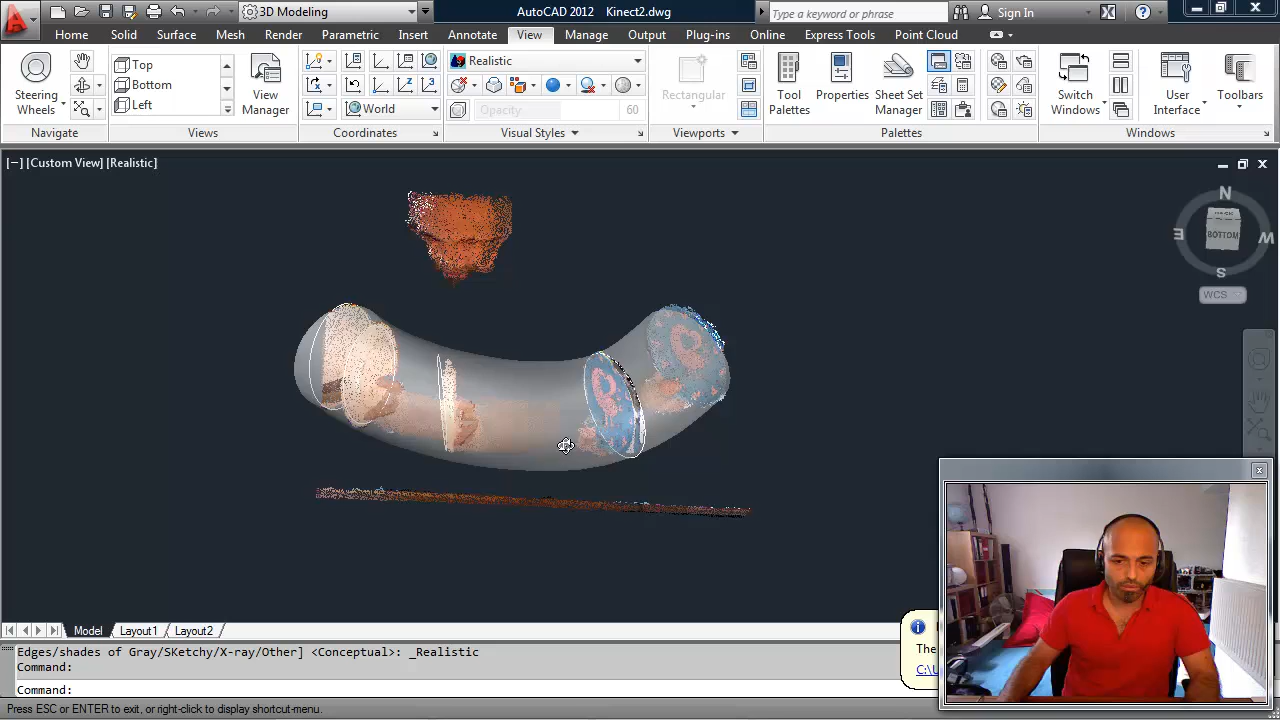 3D Modeling
AutoCAD 2012 Kinect2.dwg
Type a keyword or phrase
Sign In
Home Solid Surface Mesh Render Parametric Insert Annotate View Manage Output Plug-ins Online Express Tools Point Cloud
Steering Wheels
Navigate
Top
Bottom
Left
View Manager
Views
World
Coordinates
Realistic
Opacity 60
Visual Styles
Rectangular
Viewports
Tool Palettes
Properties
Sheet Set Manager
Palettes
Switch Windows
User Interface
Toolbars
Windows
[−] [Custom View] [Realistic]
N
BACK
BOTTOM
E
W
S
WCS
Model Layout1 Layout2
Edges/shades of Gray/SKetchy/X-ray/Other] <Conceptual>: _Realistic
Command:
Command:
The
C:\U
Press ESC or ENTER to exit, or right-click to display shortcut-menu.